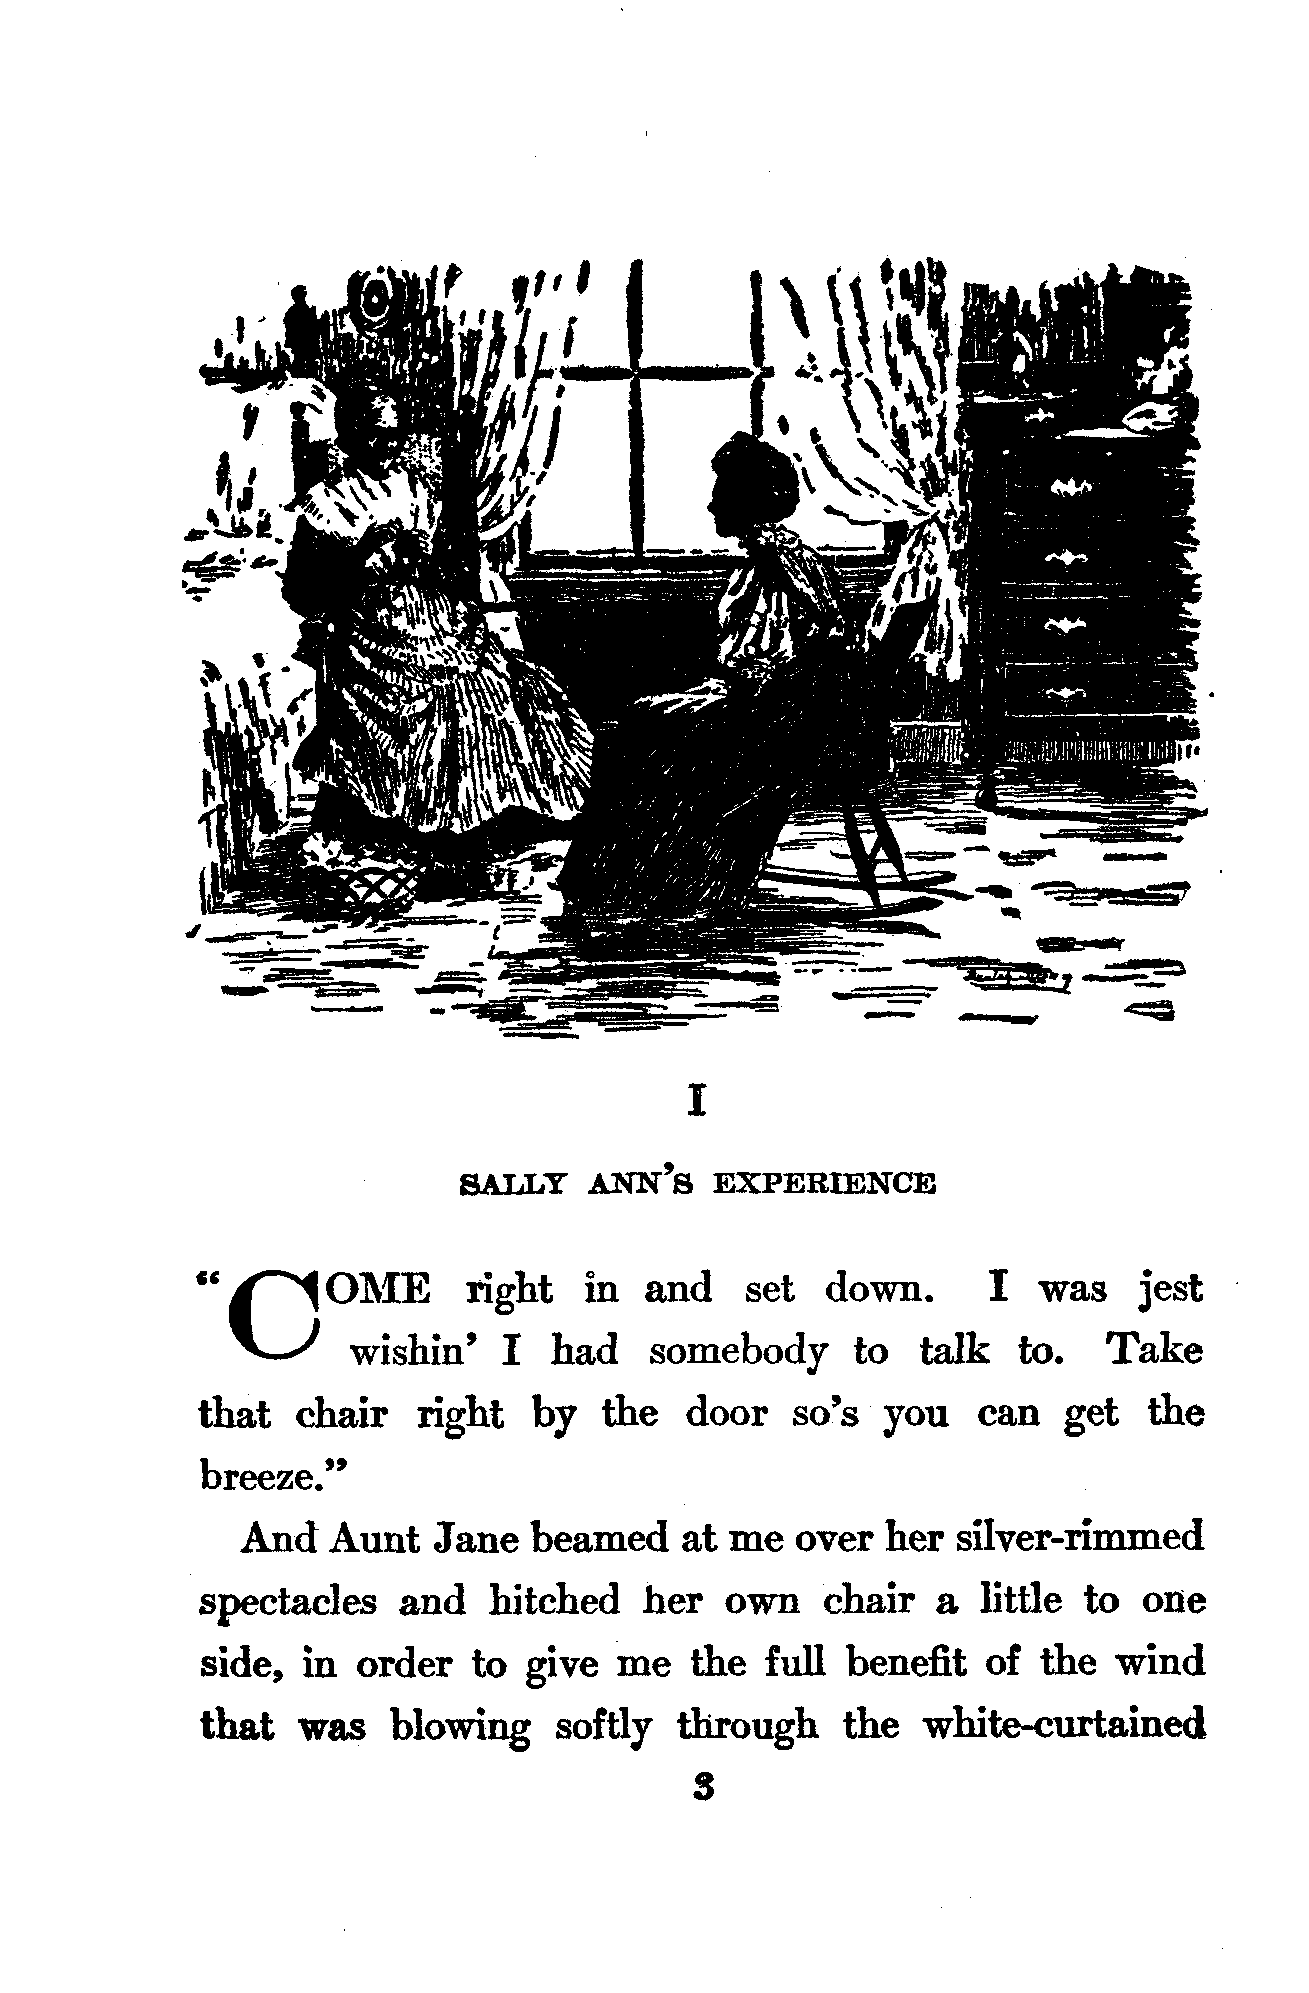 I
SALLY ANN'S EXPERIENCE
“COME right in and set down. I was jest
wishin’ I had somebody to talk to. Take
that chair right by the door so’s you can get the
breeze.”
And Aunt Jane beamed at me over her silver-rimmed
spectacles and hitched her own chair a little to one
side, in order to give me the full benefit of the wind
that was blowing softly through the white-curtained
3